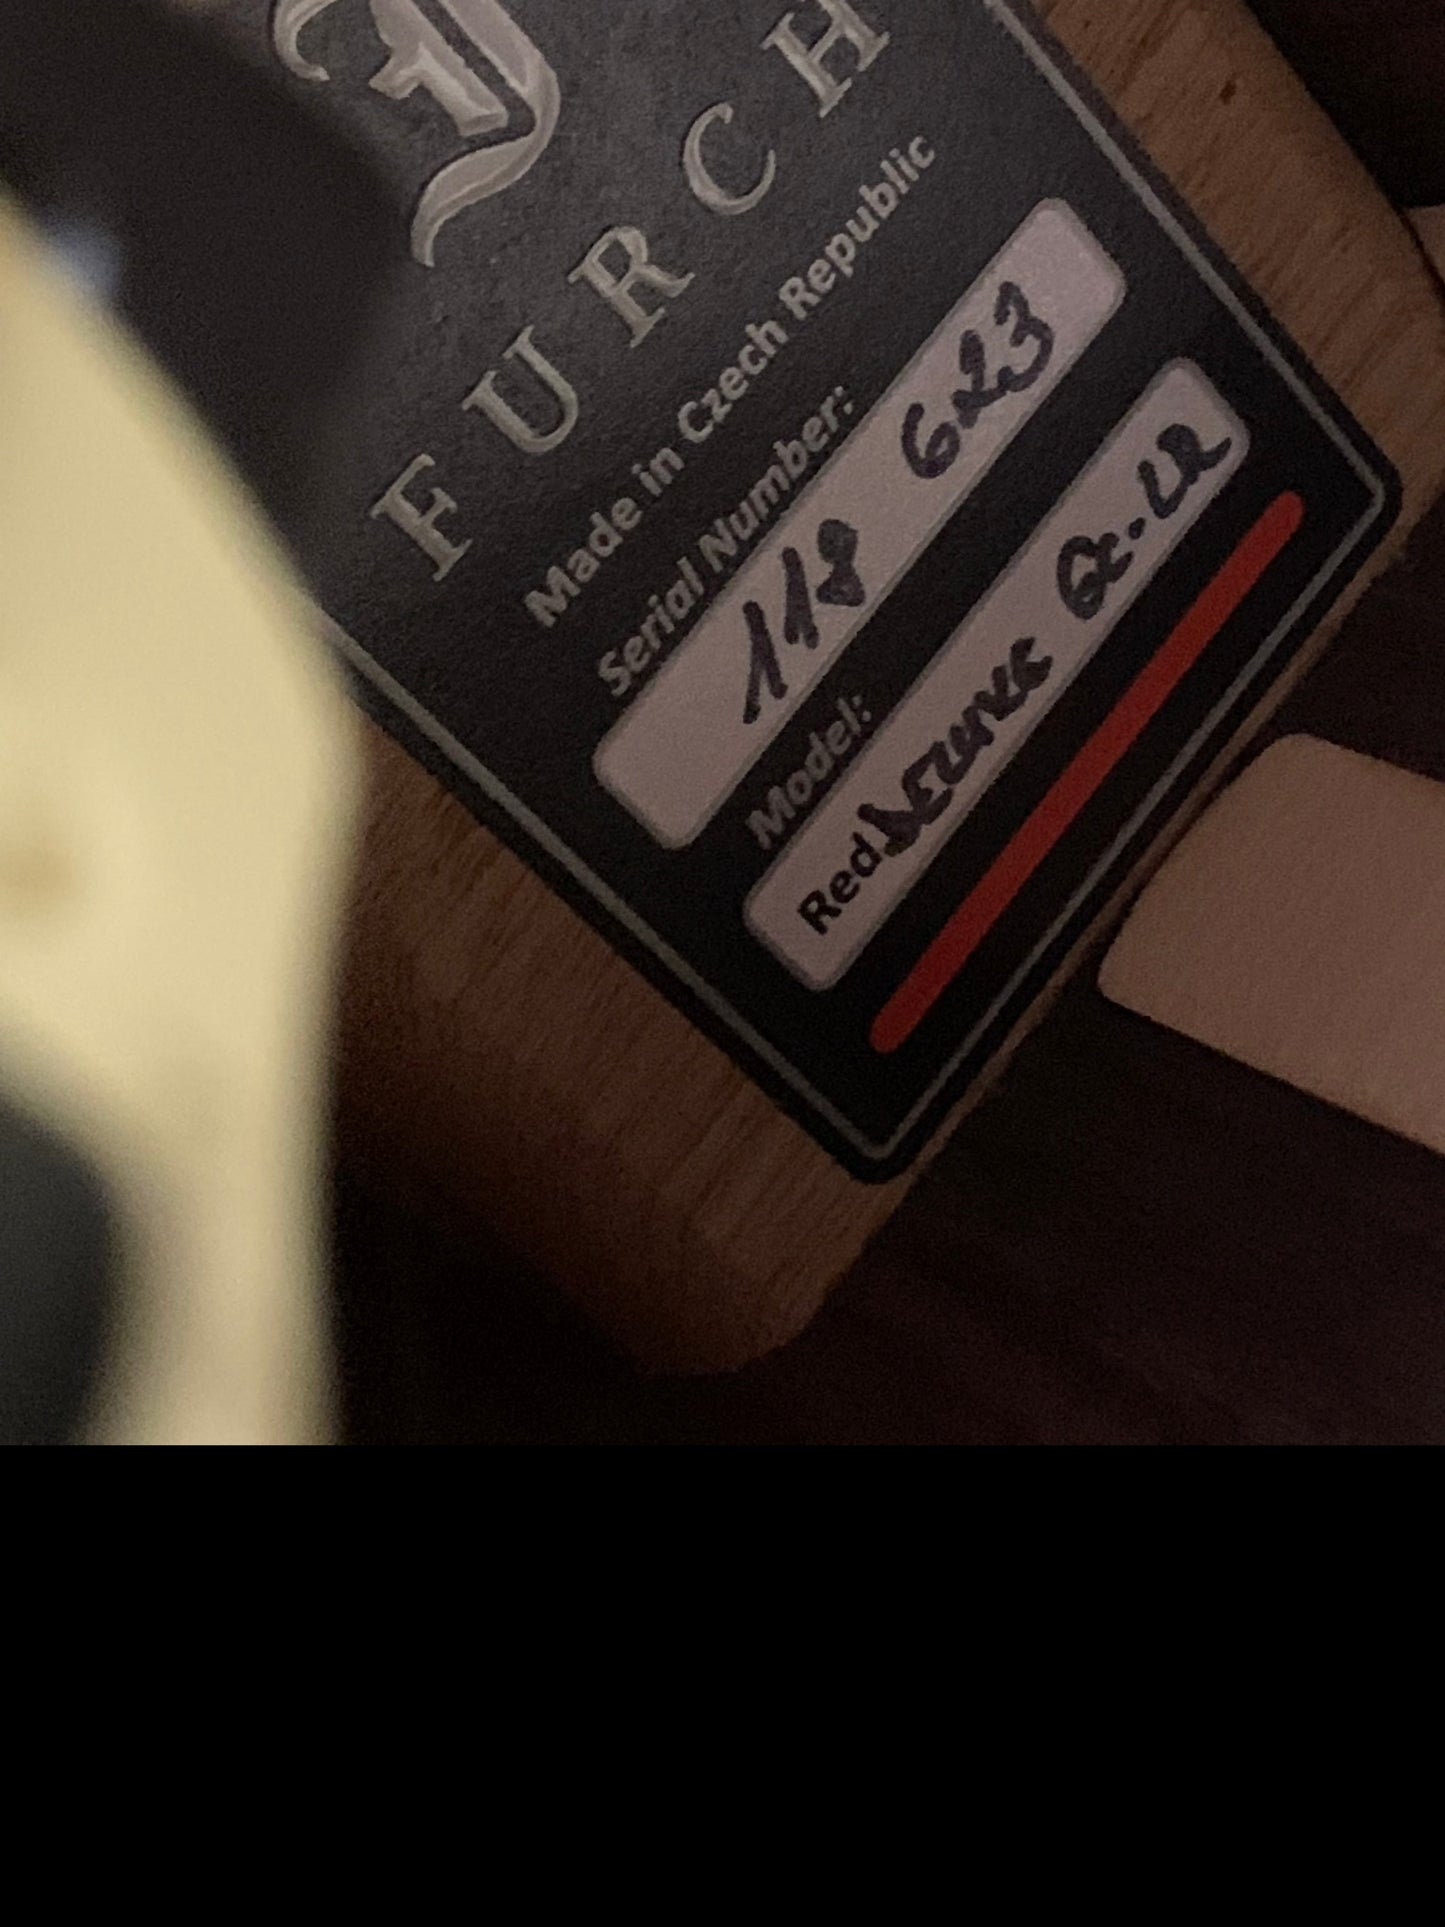 FURCH
Made in Czech Republic
Serial Number:
118 623
Model:
Red DELUXE Gc-LR